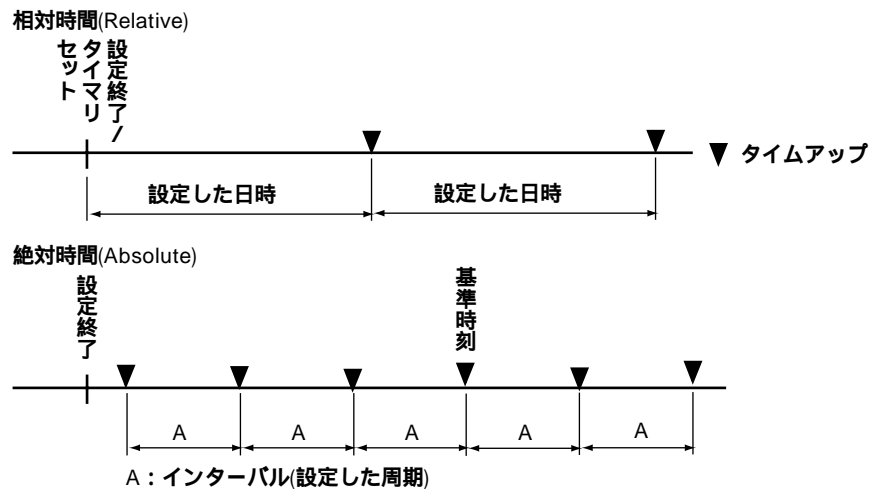 相対時間(Relative)
設定終了/
タイマリ
セット
▼ タイムアップ
設定した日時
設定した日時
絶対時間(Absolute)
設定終了
基準時刻
A
A
A
A
A
A：インターバル(設定した周期)